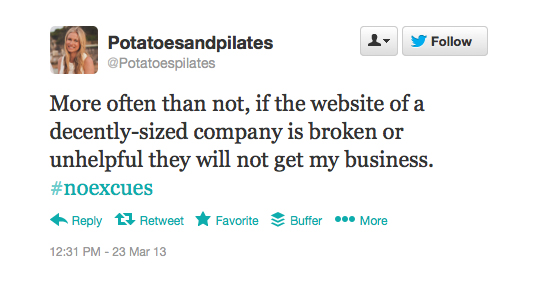 Potatoesandpilates
@Potatoespilates
Follow
More often than not, if the website of a
decently-sized company is broken or
unhelpful they will not get my business.
#noexcues
Reply Retweet Favorite Buffer More
12:31 PM - 23 Mar 13